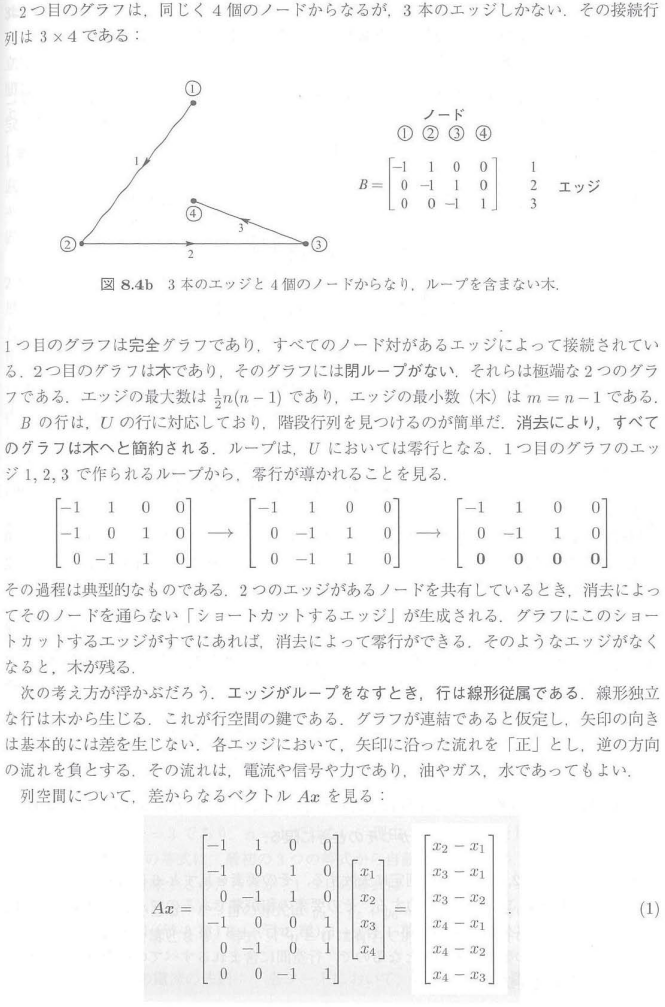 2つ目のグラフは，同じく4個のノードからなるが，3本のエッジしかない．その接続行
列は 3 × 4 である：
①
1
④
3
②
2
③
ノード
① ② ③ ④
B = [−1 1 0 0] 1
[0 −1 1 0] 2 エッジ
[0 0 −1 1] 3
図 8.4b 3本のエッジと4個のノードからなり，ループを含まない木．
1つ目のグラフは完全グラフであり，すべてのノード対があるエッジによって接続されてい
る．2つ目のグラフは木であり，そのグラフには閉ループがない．それらは極端な2つのグラ
フである．エッジの最大数は ½n(n − 1) であり，エッジの最小数（木）は m = n − 1 である．
B の行は，U の行に対応しており，階段行列を見つけるのが簡単だ．消去により，すべて
のグラフは木へと簡約される．ループは，U においては零行となる．1つ目のグラフのエッ
ジ 1, 2, 3 で作られるループから，零行が導かれることを見る．
[−1 1 0 0] [−1 1 0 0] [−1 1 0 0]
[−1 0 1 0] → [0 −1 1 0] → [0 −1 1 0]
[0 −1 1 0] [0 −1 1 0] [0 0 0 0]
その過程は典型的なものである．2つのエッジがあるノードを共有しているとき，消去によっ
てそのノードを通らない「ショートカットするエッジ」が生成される．グラフにこのショー
トカットするエッジがすでにあれば，消去によって零行ができる．そのようなエッジがなく
なると，木が残る．
次の考え方が浮かぶだろう．エッジがループをなすとき，行は線形従属である．線形独立
な行は木から生じる．これが行空間の鍵である．グラフが連結であると仮定し，矢印の向き
は基本的には差を生じない．各エッジにおいて，矢印に沿った流れを「正」とし，逆の方向
の流れを負とする．その流れは，電流や信号や力であり，油やガス，水であってもよい．
列空間について，差からなるベクトル Ax を見る：
[−1 1 0 0] [x₂ − x₁]
[−1 0 1 0] [x₁] [x₃ − x₁]
Ax = [0 −1 1 0] [x₂] = [x₃ − x₂] . (1)
[−1 0 0 1] [x₃] [x₄ − x₁]
[0 −1 0 1] [x₄] [x₄ − x₂]
[0 0 −1 1] [x₄ − x₃]